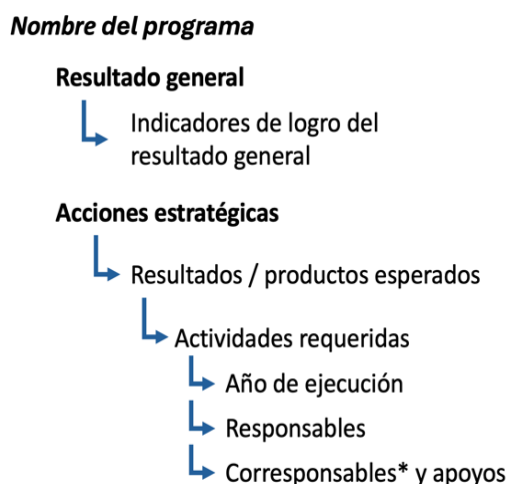 Nombre del programa
Resultado general
Indicadores de logro del
resultado general
Acciones estratégicas
Resultados / productos esperados
Actividades requeridas
Año de ejecución
Responsables
Corresponsables* y apoyos